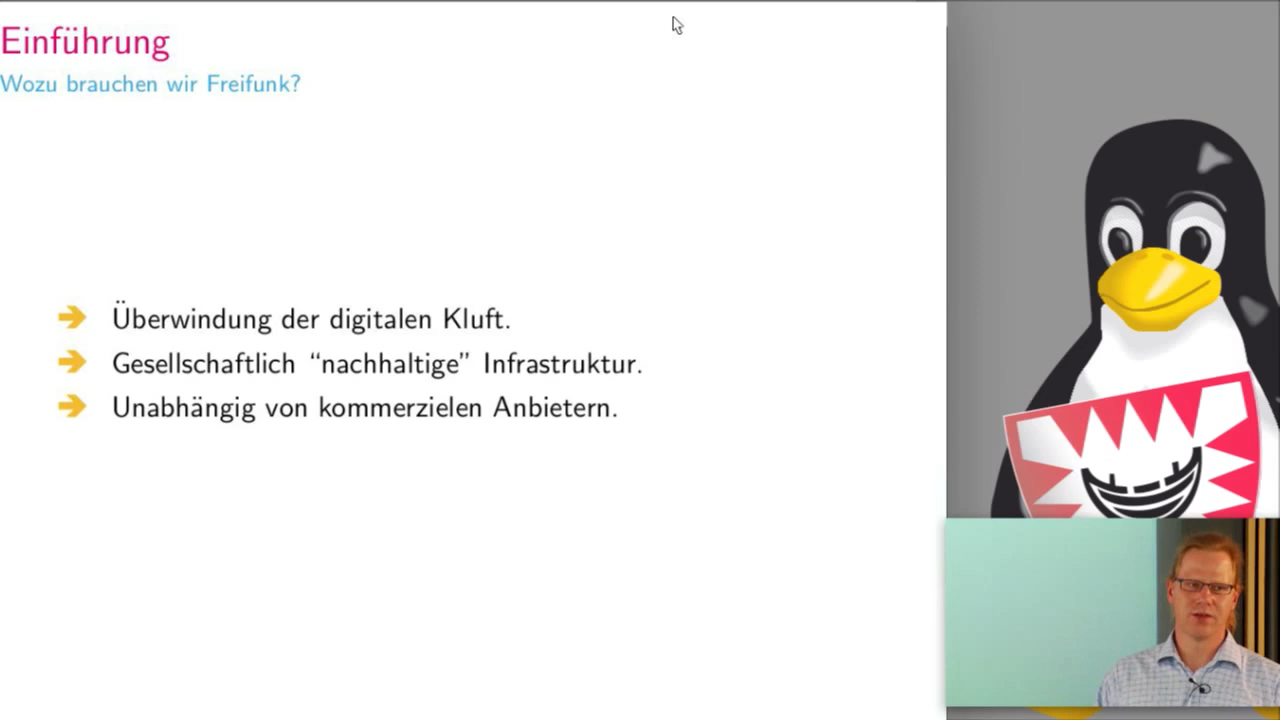 Einführung
Wozu brauchen wir Freifunk?
Überwindung der digitalen Kluft.
Gesellschaftlich “nachhaltige” Infrastruktur.
Unabhängig von kommerzielen Anbietern.